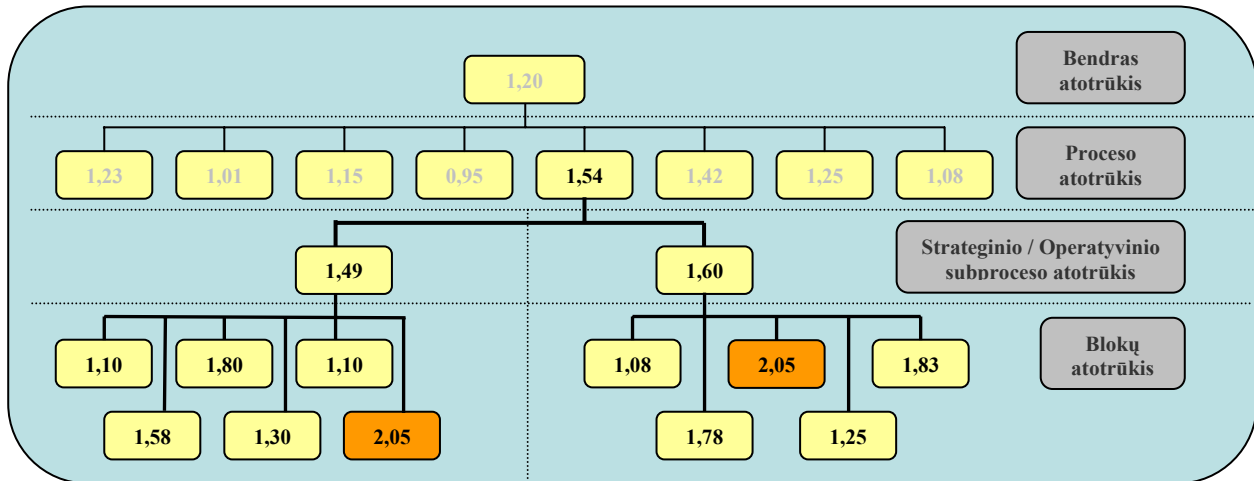 Bendras
atotrūkis
1,20
1,23 1,01 1,15 0,95 1,54 1,42 1,25 1,08
Proceso
atotrūkis
1,49 1,60
Strateginio / Operatyvinio
subproceso atotrūkis
1,10 1,80 1,10 1,08 2,05 1,83
Blokų
atotrūkis
1,58 1,30 2,05 1,78 1,25